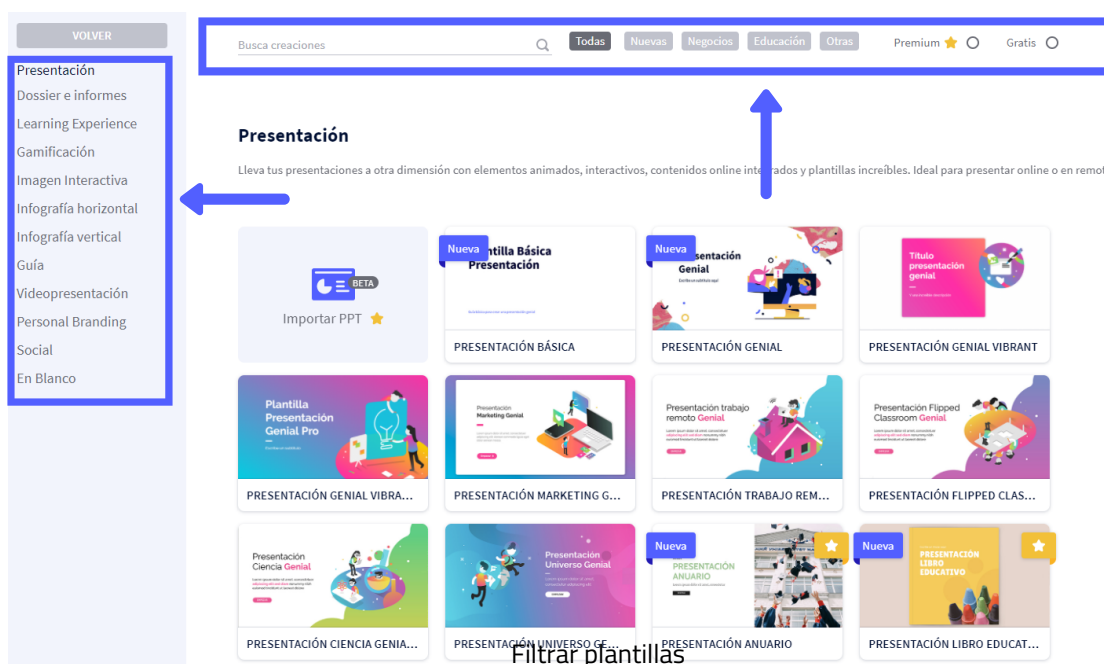 VOLVER
Presentación
Dossier e informes
Learning Experience
Gamificación
Imagen Interactiva
Infografía horizontal
Infografía vertical
Guía
Videopresentación
Personal Branding
Social
En Blanco
Busca creaciones
Todas Nuevas Negocios Educación Otras Premium Gratis
Presentación
Lleva tus presentaciones a otra dimensión con elementos animados, interactivos, contenidos online integrados y plantillas increíbles. Ideal para presentar online o en remot
BETA
Importar PPT
Nueva
ntilla Básica
Presentación
PRESENTACIÓN BÁSICA
Nueva
sentación
Genial
Escribe un subtítulo aquí
PRESENTACIÓN GENIAL
Título
presentación
genial
PRESENTACIÓN GENIAL VIBRANT
Plantilla
Presentación
Genial Pro
PRESENTACIÓN GENIAL VIBRA...
Presentación
Marketing Genial
PRESENTACIÓN MARKETING G...
Presentación trabajo
remoto Genial
PRESENTACIÓN TRABAJO REM...
Presentación Flipped
Classroom Genial
PRESENTACIÓN FLIPPED CLAS...
Presentación
Ciencia Genial
PRESENTACIÓN CIENCIA GENIA...
Presentación
Universo Genial
PRESENTACIÓN UNIVERSO GE...
Nueva
PRESENTACIÓN
ANUARIO
PRESENTACIÓN ANUARIO
Nueva
PRESENTACIÓN
LIBRO
EDUCATIVO
PRESENTACIÓN LIBRO EDUCAT...
Filtrar plantillas